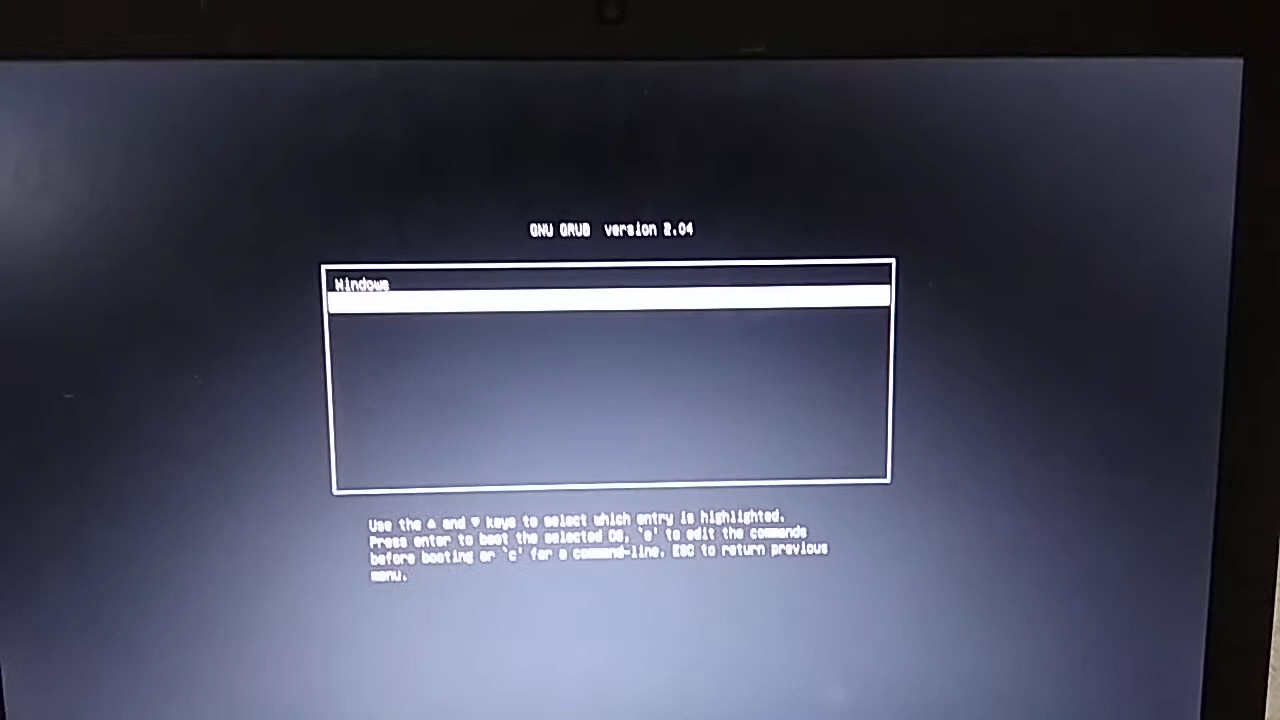 GNU GRUB version 2.04
Windows
Use the ▲ and ▼ keys to select which entry is highlighted.
Press enter to boot the selected OS, `e' to edit the commands
before booting or `c' for a command-line. ESC to return previous
menu.